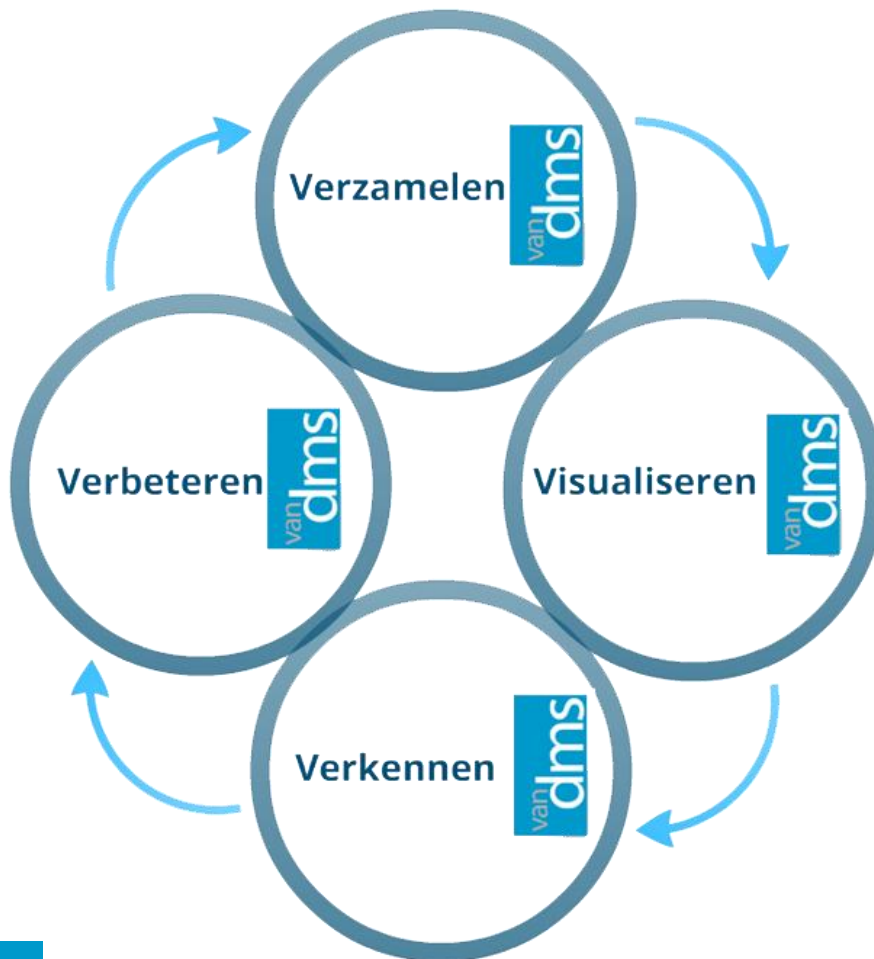 Verzamelen
van
dms
Verbeteren
van
dms
Visualiseren
van
dms
Verkennen
van
dms